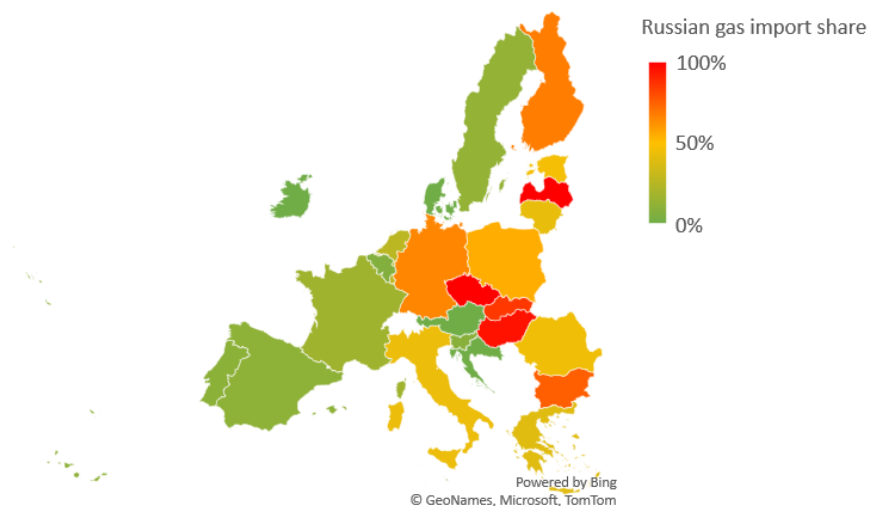 Russian gas import share
100%
50%
0%
Powered by Bing
© GeoNames, Microsoft, TomTom